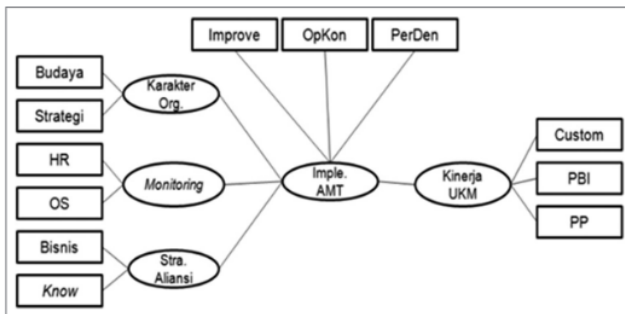 Improve
OpKon
PerDen
Budaya
Strategi
Karakter
Org.
HR
OS
Monitoring
Bisnis
Know
Stra.
Aliansi
Imple.
AMT
Kinerja
UKM
Custom
PBI
PP